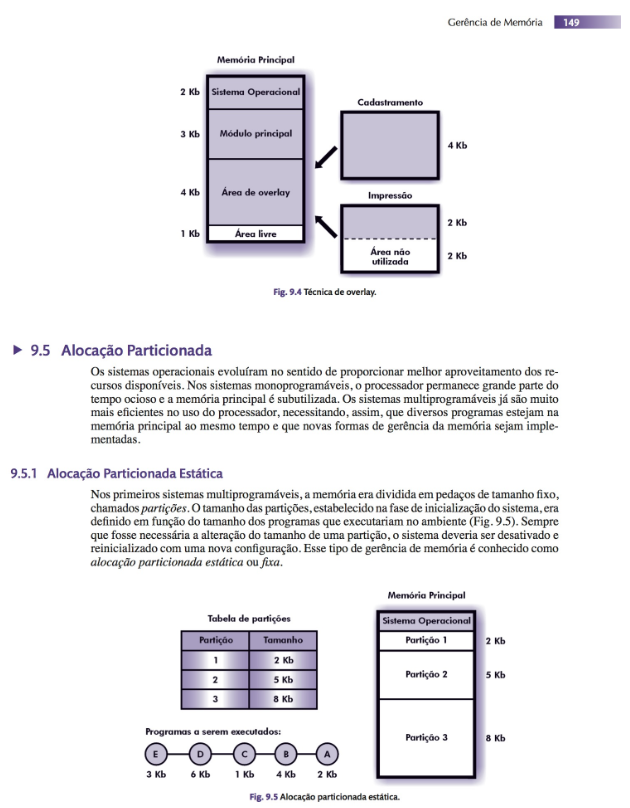 Gerência de Memória 149
Memória Principal
2 Kb Sistema Operacional
Cadastramento
3 Kb Módulo principal
4 Kb
4 Kb Área de overlay
Impressão
2 Kb
1 Kb Área livre
Área não
utilizada
2 Kb
Fig. 9.4 Técnica de overlay.
▶ 9.5 Alocação Particionada
Os sistemas operacionais evoluíram no sentido de proporcionar melhor aproveitamento dos re-
cursos disponíveis. Nos sistemas monoprogramáveis, o processador permanece grande parte do
tempo ocioso e a memória principal é subutilizada. Os sistemas multiprogramáveis já são muito
mais eficientes no uso do processador, necessitando, assim, que diversos programas estejam na
memória principal ao mesmo tempo e que novas formas de gerência da memória sejam imple-
mentadas.
9.5.1 Alocação Particionada Estática
Nos primeiros sistemas multiprogramáveis, a memória era dividida em pedaços de tamanho fixo,
chamados partições. O tamanho das partições, estabelecido na fase de inicialização do sistema, era
definido em função do tamanho dos programas que executariam no ambiente (Fig. 9.5). Sempre
que fosse necessária a alteração do tamanho de uma partição, o sistema deveria ser desativado e
reinicializado com uma nova configuração. Esse tipo de gerência de memória é conhecido como
alocação particionada estática ou fixa.
Memória Principal
Tabela de partições
Sistema Operacional
Partição Tamanho
Partição 1 2 Kb
1 2 Kb
2 5 Kb
Partição 2 5 Kb
3 8 Kb
Programas a serem executados:
Partição 3 8 Kb
E D C B A
3 Kb 6 Kb 1 Kb 4 Kb 2 Kb
Fig. 9.5 Alocação particionada estática.